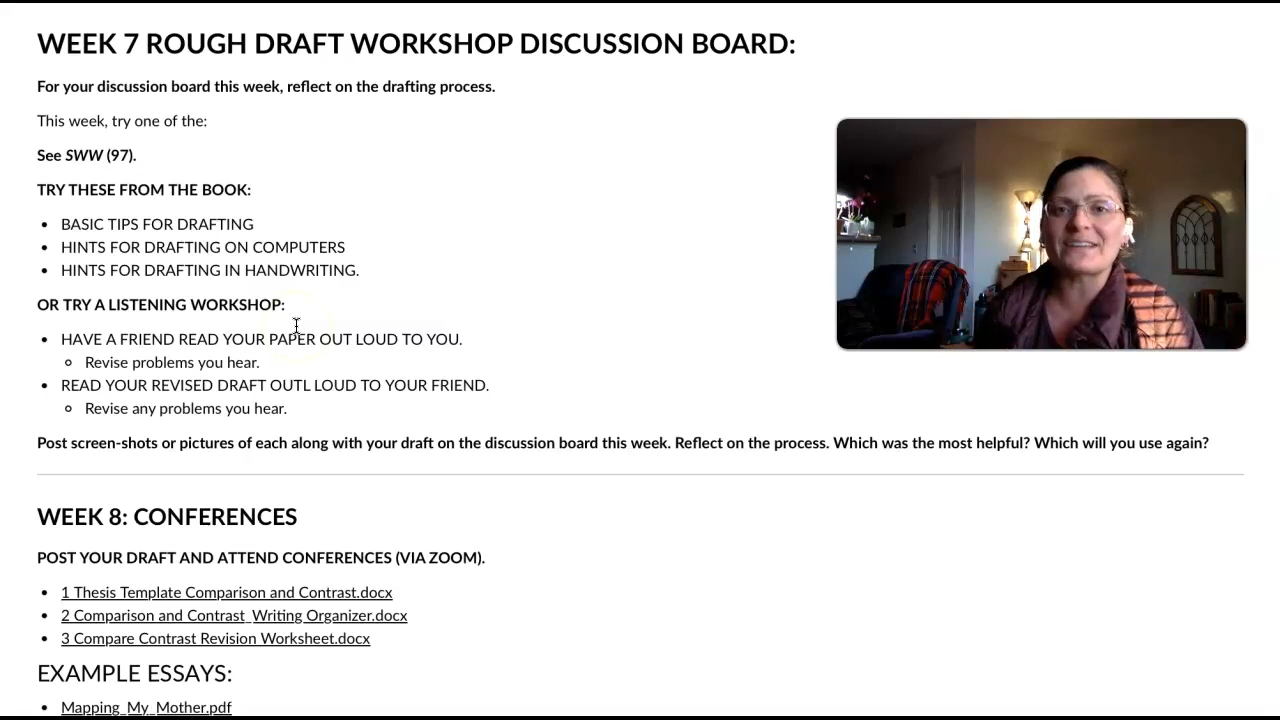 WEEK 7 ROUGH DRAFT WORKSHOP DISCUSSION BOARD:
For your discussion board this week, reflect on the drafting process.
This week, try one of the:
See SWW (97).
TRY THESE FROM THE BOOK:
• BASIC TIPS FOR DRAFTING
• HINTS FOR DRAFTING ON COMPUTERS
• HINTS FOR DRAFTING IN HANDWRITING.
OR TRY A LISTENING WORKSHOP:
• HAVE A FRIEND READ YOUR PAPER OUT LOUD TO YOU.
◦ Revise problems you hear.
• READ YOUR REVISED DRAFT OUTL LOUD TO YOUR FRIEND.
◦ Revise any problems you hear.
Post screen-shots or pictures of each along with your draft on the discussion board this week. Reflect on the process. Which was the most helpful? Which will you use again?
WEEK 8: CONFERENCES
POST YOUR DRAFT AND ATTEND CONFERENCES (VIA ZOOM).
• 1 Thesis Template Comparison and Contrast.docx
• 2 Comparison and Contrast_Writing Organizer.docx
• 3 Compare Contrast Revision Worksheet.docx
EXAMPLE ESSAYS:
• Mapping_My_Mother.pdf